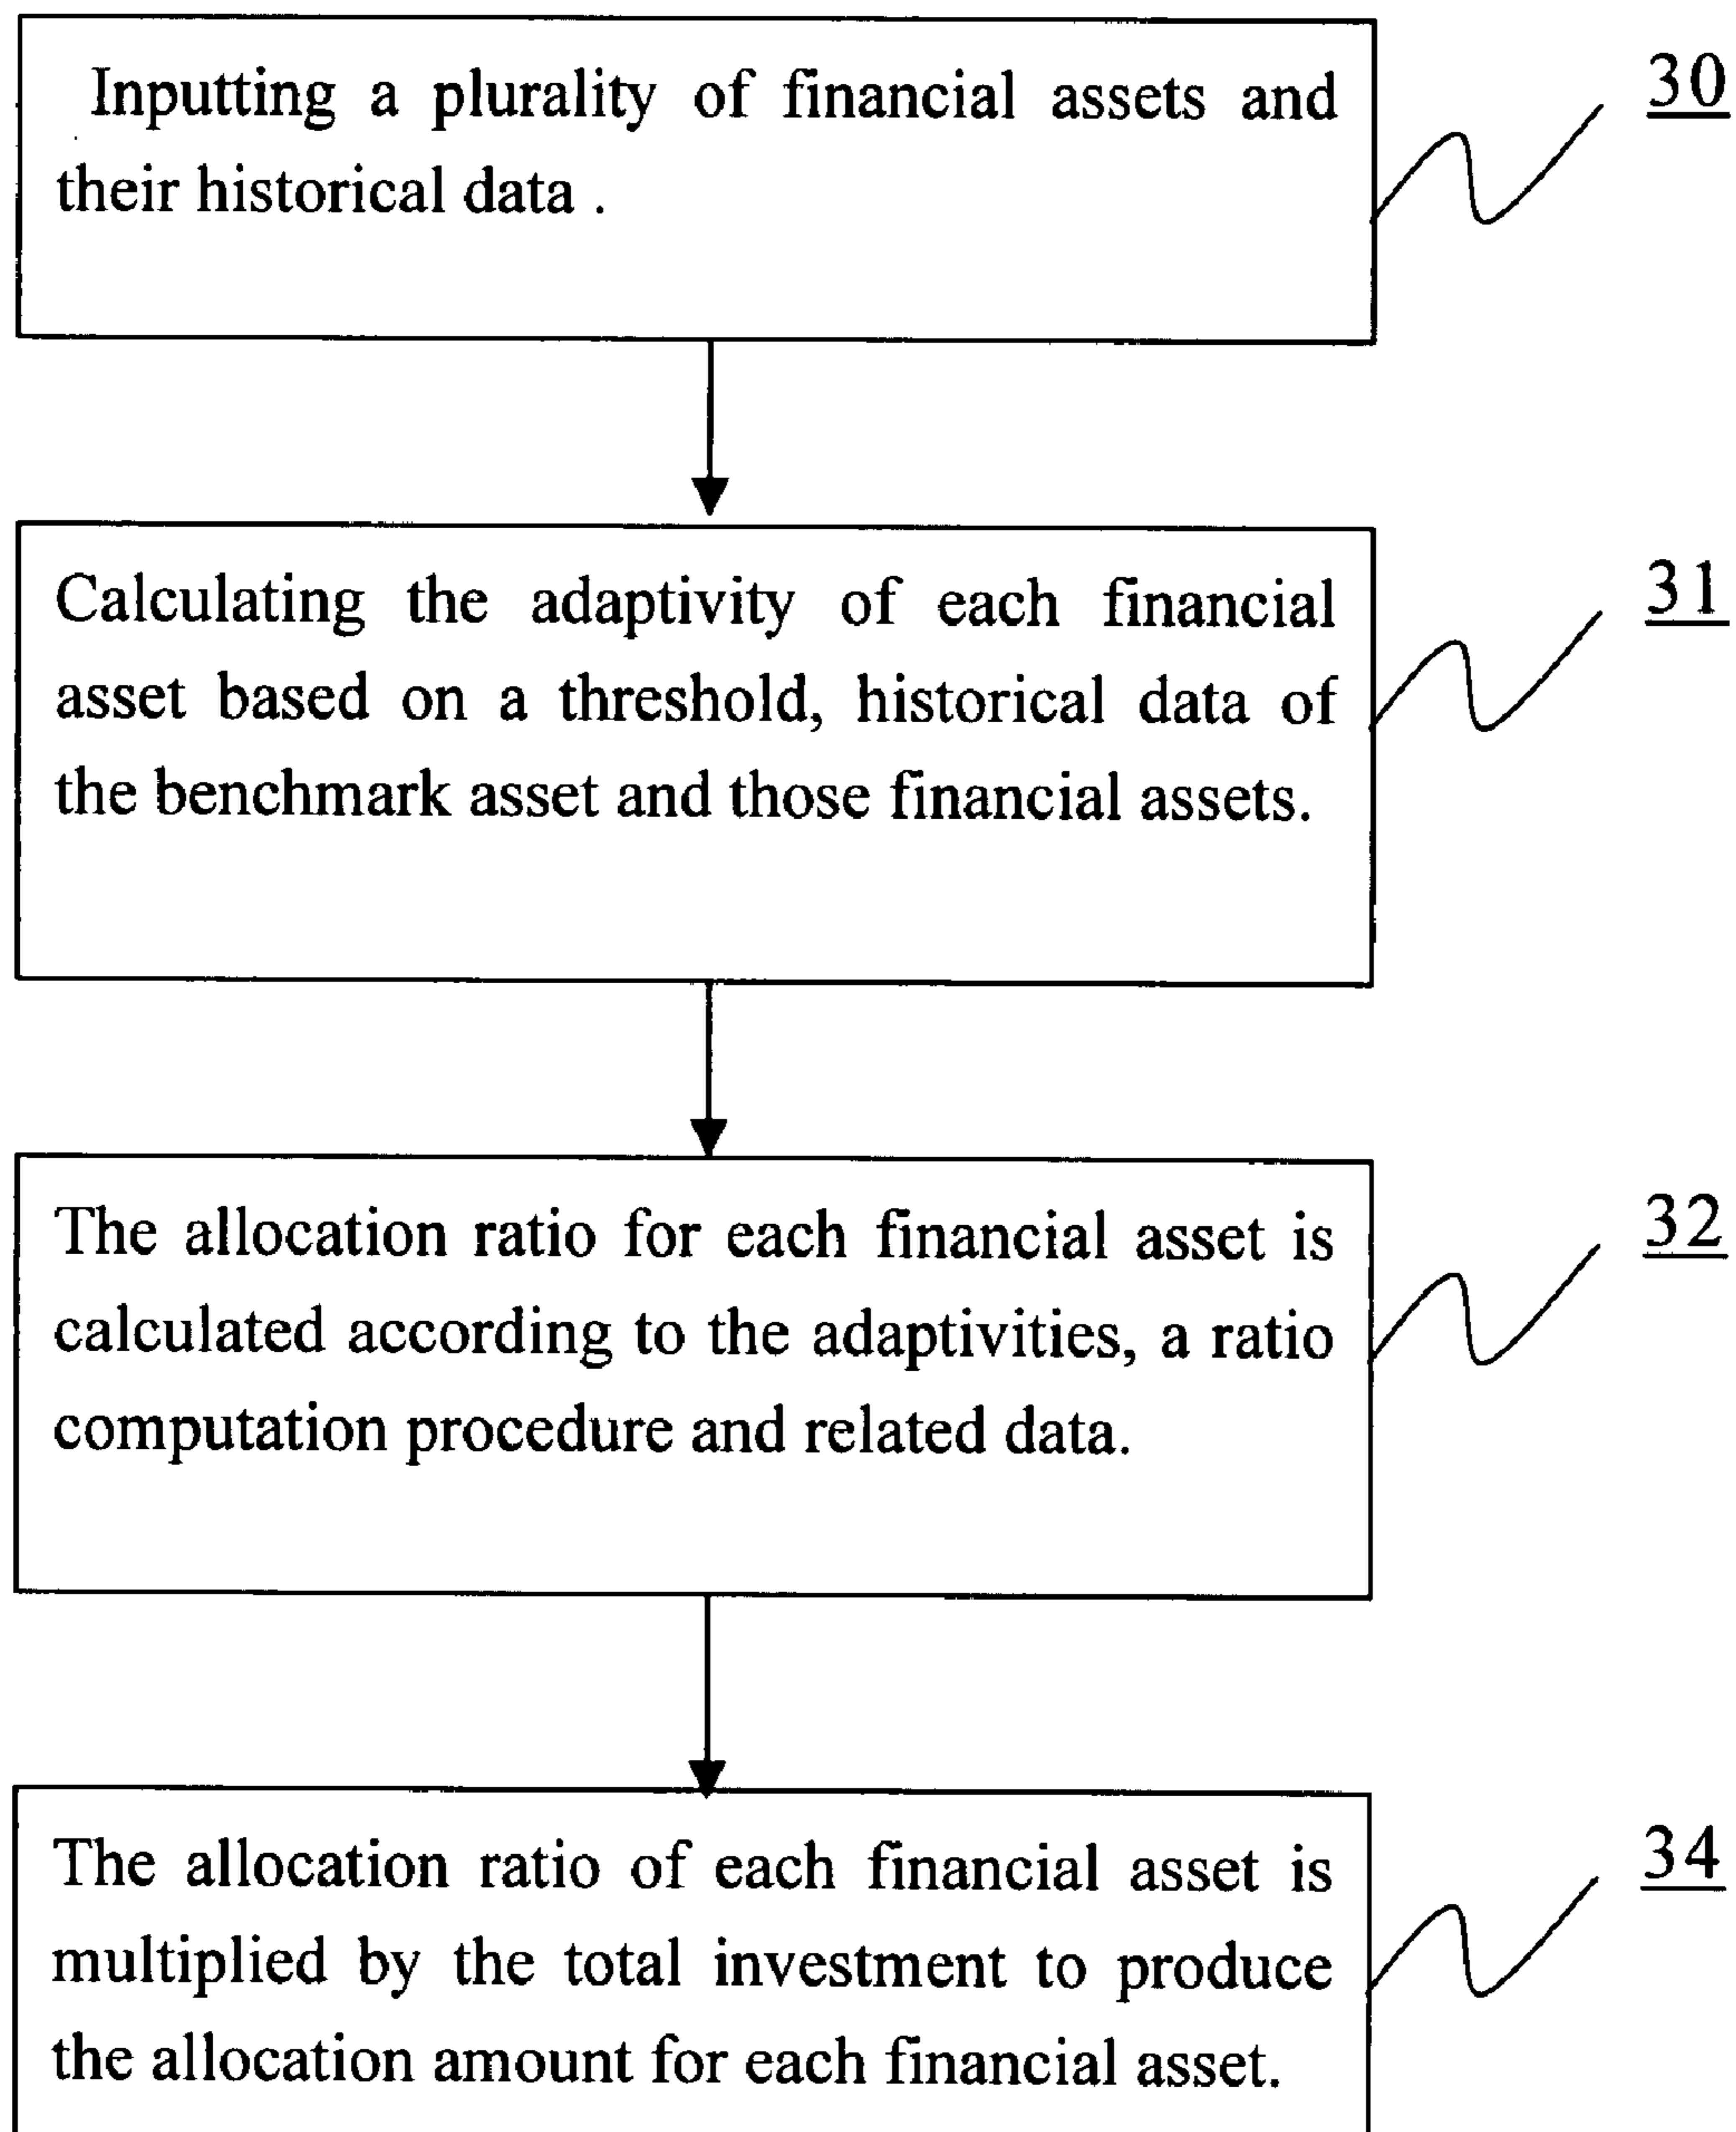 Inputting a plurality of financial assets and
their historical data .
30
Calculating the adaptivity of each financial
asset based on a threshold, historical data of
the benchmark asset and those financial assets.
31
The allocation ratio for each financial asset is
calculated according to the adaptivities, a ratio
computation procedure and related data.
32
The allocation ratio of each financial asset is
multiplied by the total investment to produce
the allocation amount for each financial asset.
34